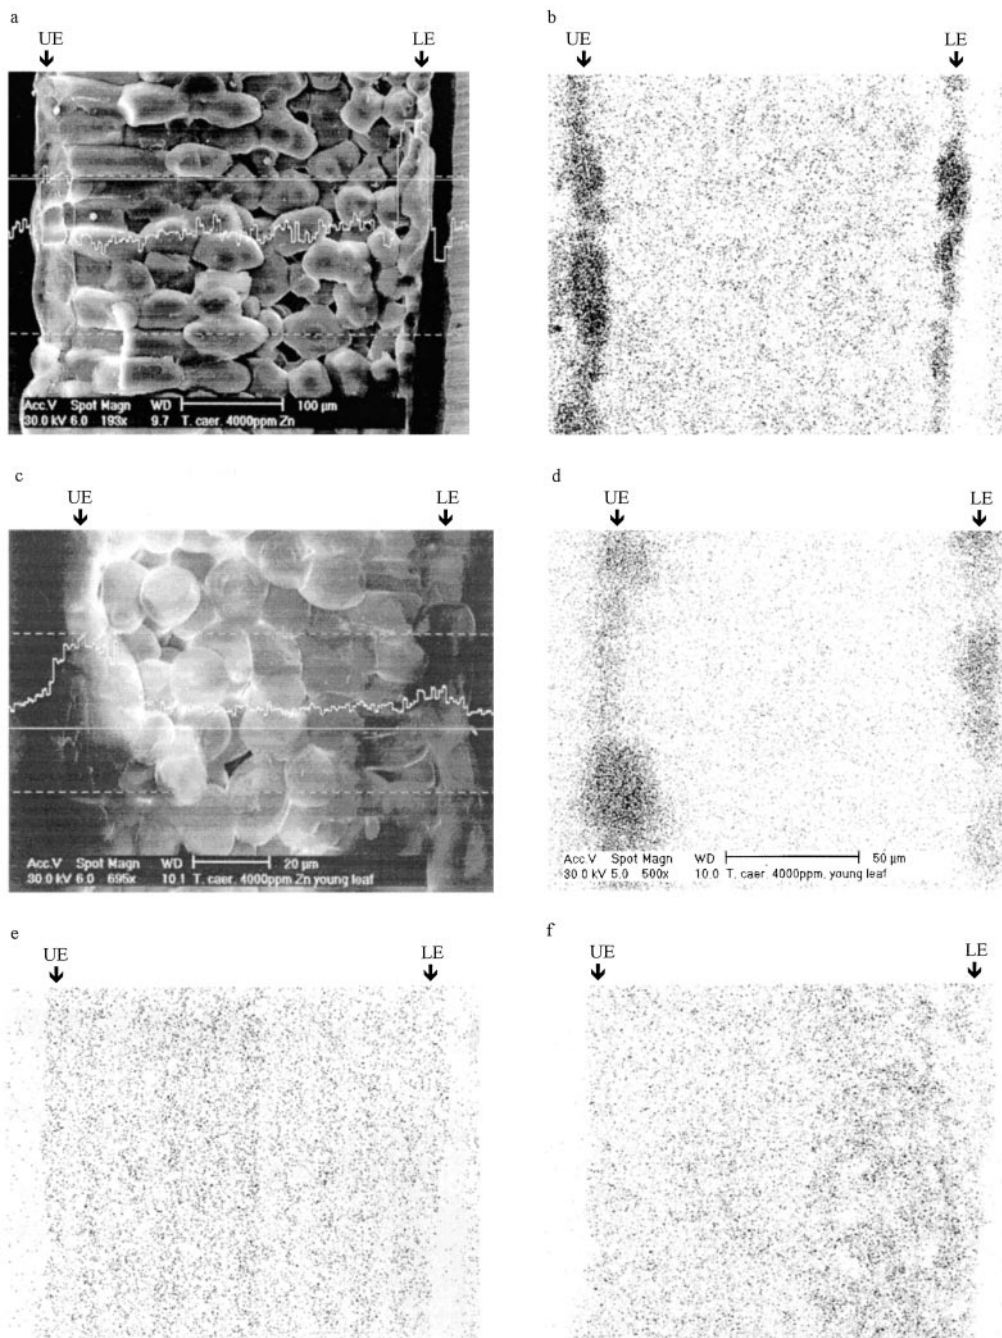 a
UE LE
Acc.V Spot Magn WD 100 µm
30.0 kV 6.0 193x 9.7 T. caer. 4000ppm Zn
b
UE LE
c
UE LE
Acc.V Spot Magn WD 20 µm
30.0 kV 6.0 695x 10.1 T. caer. 4000ppm Zn young leaf
d
UE LE
Acc.V Spot Magn WD 50 µm
30.0 kV 5.0 500x 10.0 T. caer. 4000ppm, young leaf
e
UE LE
f
UE LE